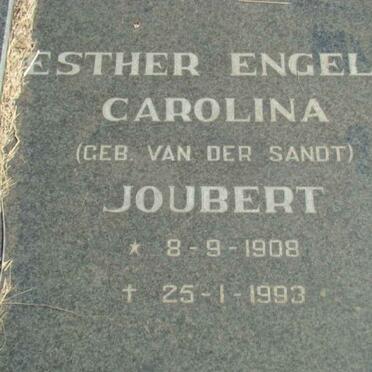 ESTHER ENGEL
CAROLINA
(GEB. VAN DER SANDT)
JOUBERT
* 8-9-1908
† 25-1-1993